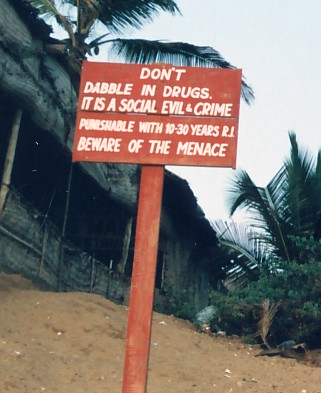 DON'T
DABBLE IN DRUGS.
IT IS A SOCIAL EVIL & CRIME
PUNISHABLE WITH 10-30 YEARS R.I.
BEWARE OF THE MENACE